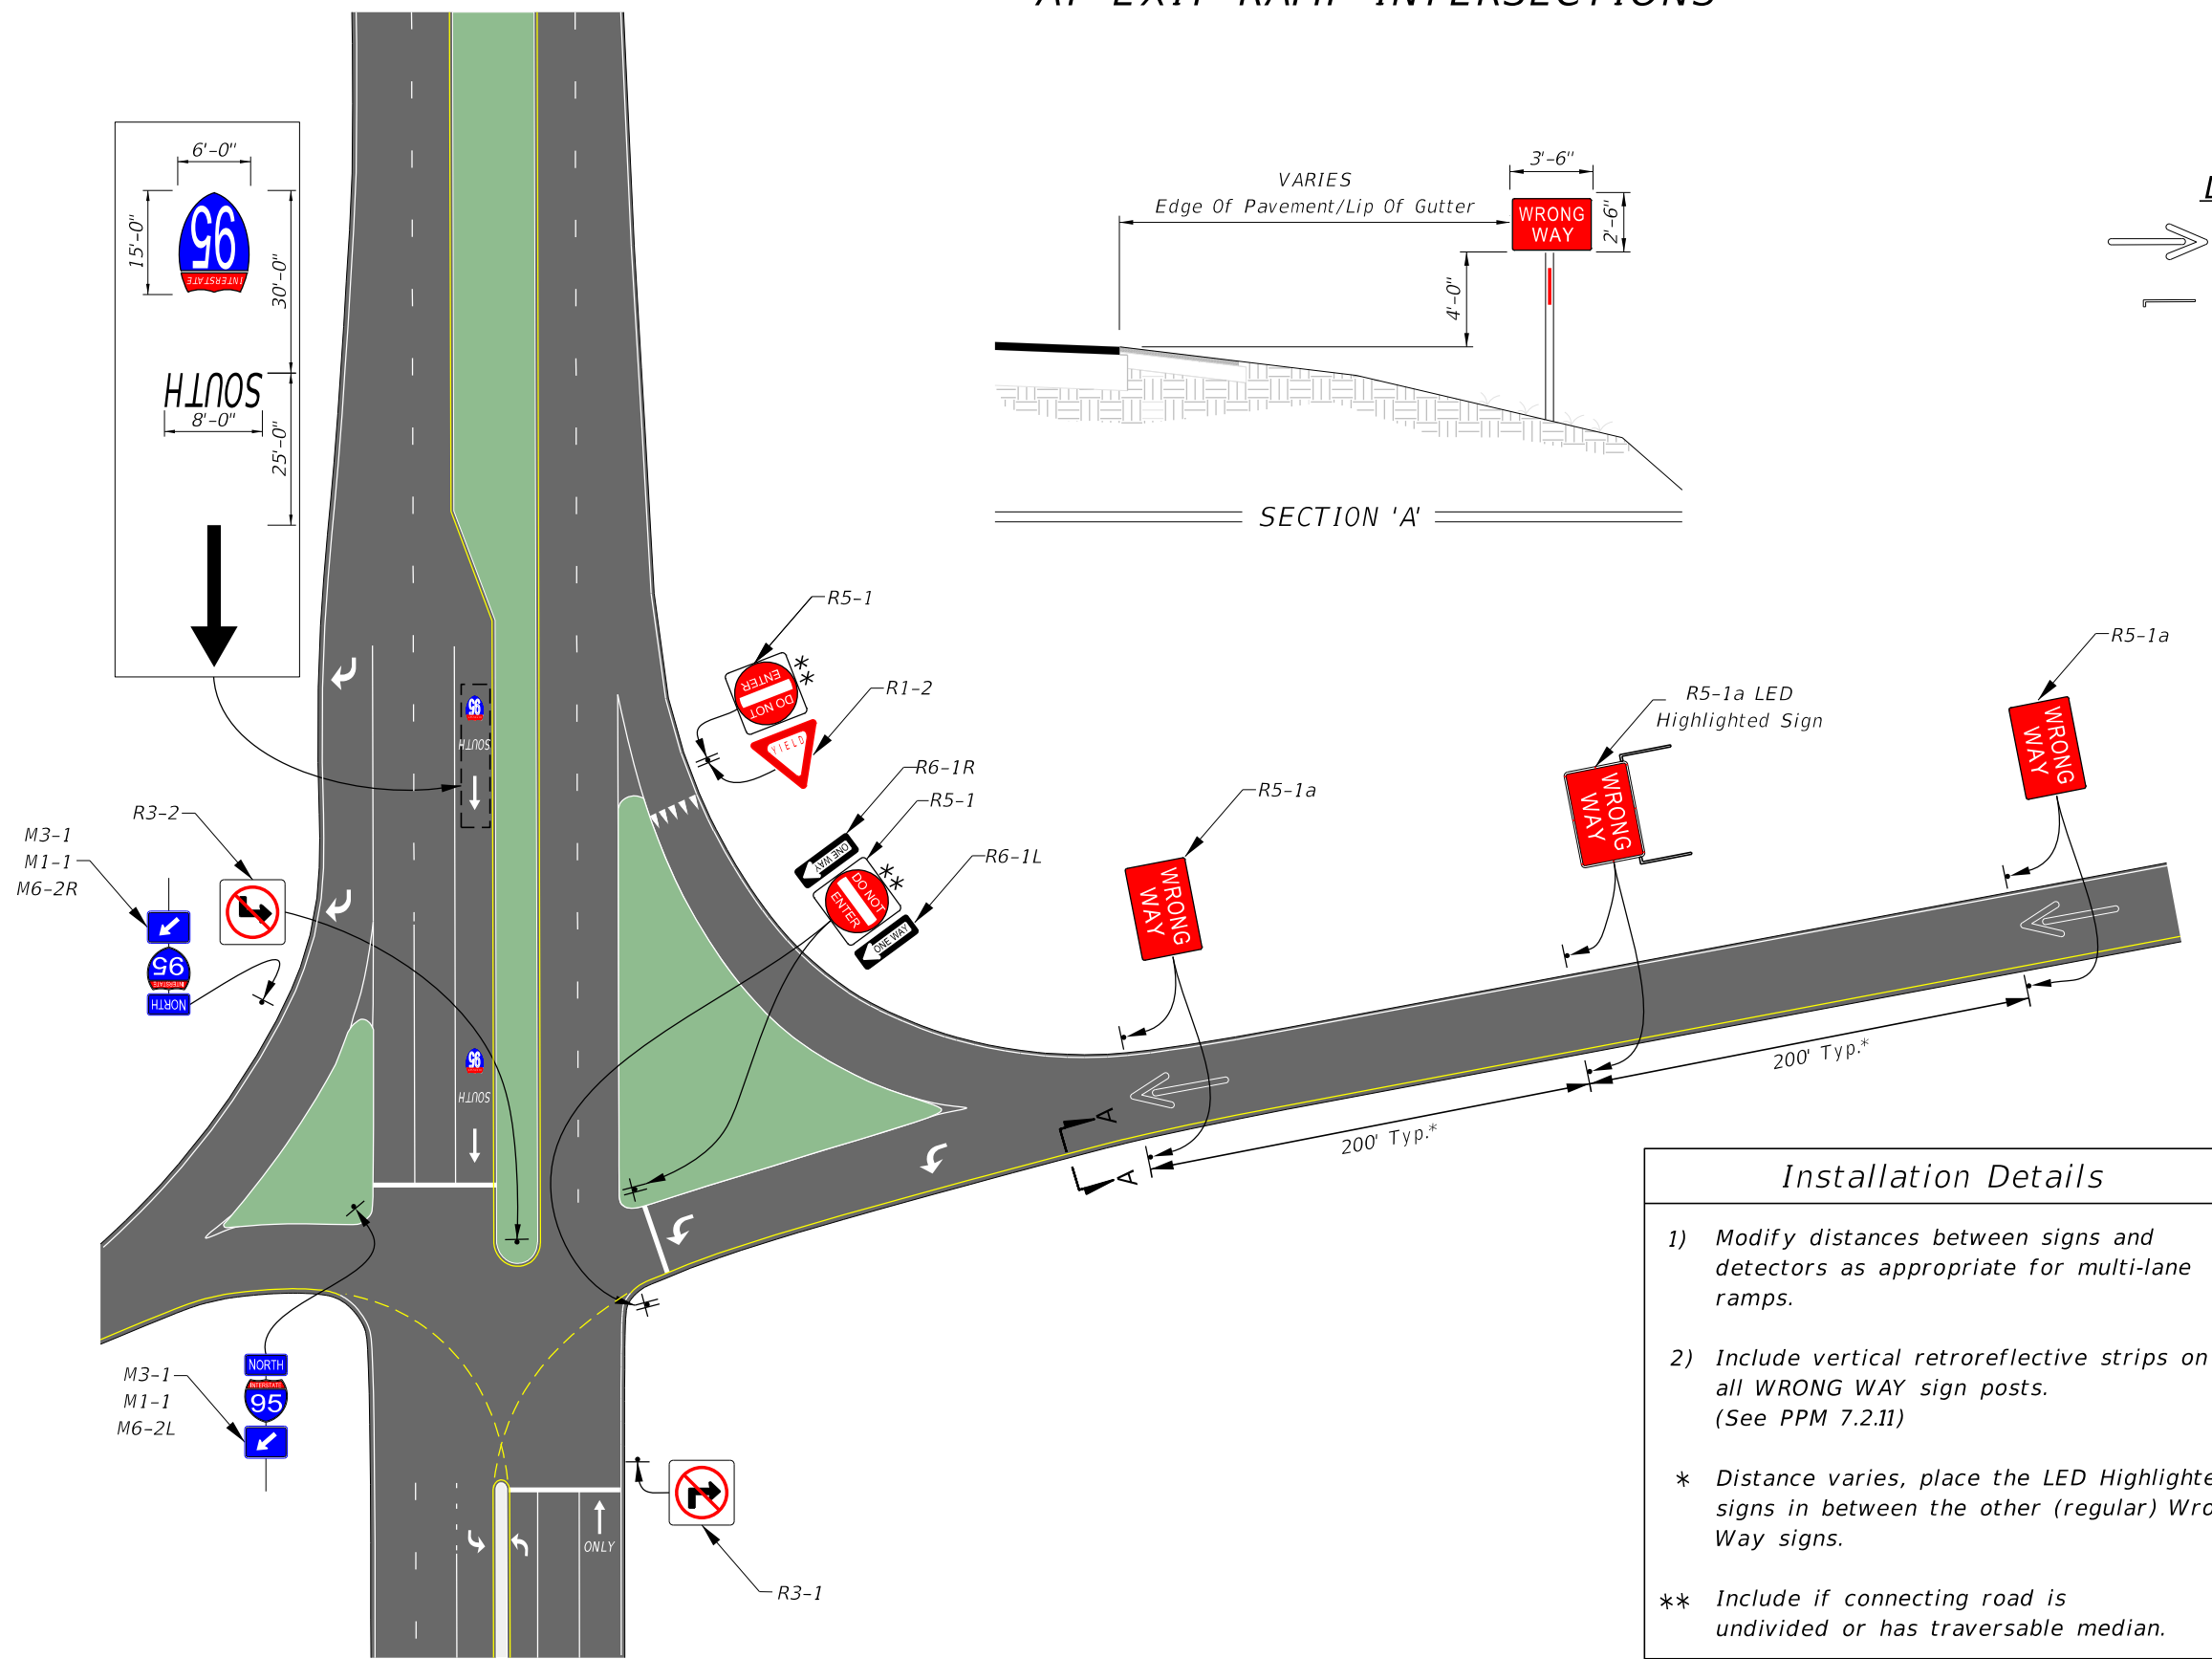 AT EXIT RAMP INTERSECTIONS
6'-0"
15'-0"
95
INTERSTATE
30'-0"
SOUTH
8'-0"
25'-0"
VARIES
Edge Of Pavement/Lip Of Gutter
3'-6"
WRONG
WAY
2'-6"
4'-0"
SECTION 'A'
R5-1
DO NOT
ENTER
**
R1-2
YIELD
R6-1R
R5-1
R6-1L
ONE WAY
DO NOT
ENTER
**
ONE WAY
R5-1a
WRONG
WAY
R5-1a LED
Highlighted Sign
WRONG
WAY
R5-1a
WRONG
WAY
95
SOUTH
R3-2
M3-1
M1-1
M6-2R
95
INTERSTATE
NORTH
95
SOUTH
A
A
200' Typ.*
200' Typ.*
M3-1
M1-1
M6-2L
NORTH
INTERSTATE
95
ONLY
R3-1
Installation Details
1) Modify distances between signs and
detectors as appropriate for multi-lane
ramps.
2) Include vertical retroreflective strips on
all WRONG WAY sign posts.
(See PPM 7.2.11)
* Distance varies, place the LED Highlighte
signs in between the other (regular) Wro
Way signs.
** Include if connecting road is
undivided or has traversable median.